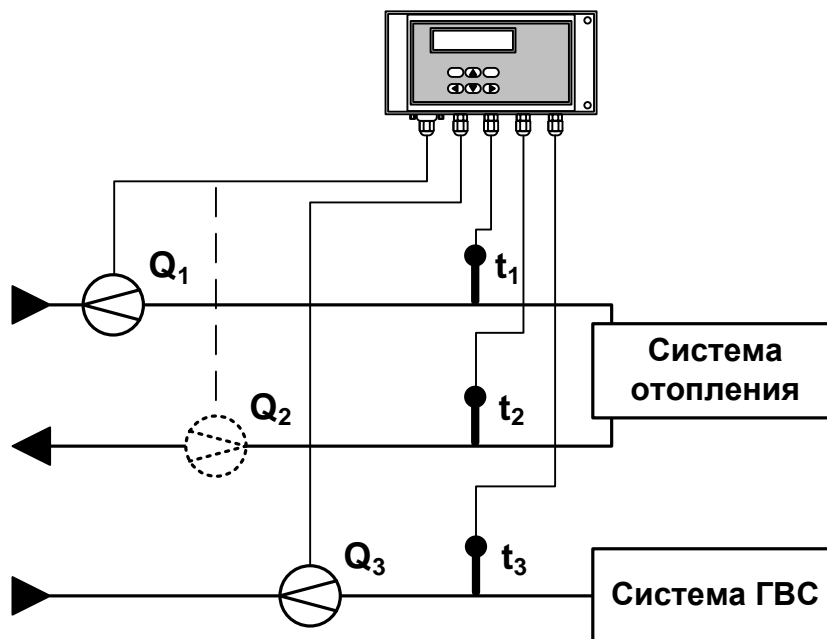 Q1
t1
Система
отопления
Q2
t2
Q3
t3
Система ГВС